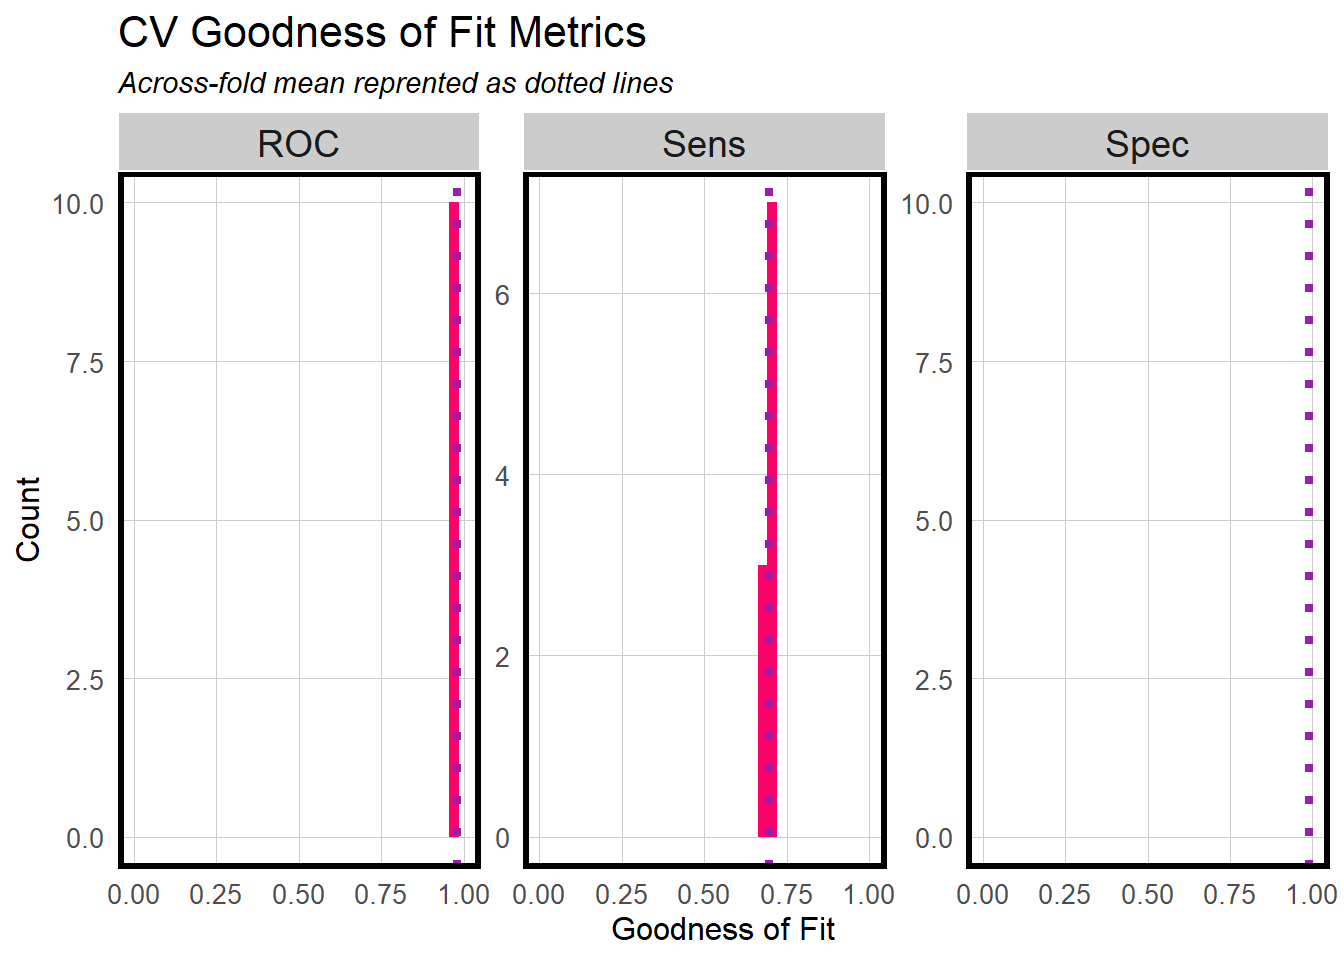 CV Goodness of Fit Metrics
Across-fold mean reprented as dotted lines
ROC Sens Spec
10.0
7.5
5.0
2.5
0.0
6
4
2
0
10.0
7.5
5.0
2.5
0.0
Count
0.00 0.25 0.50 0.75 1.00 0.00 0.25 0.50 0.75 1.00 0.00 0.25 0.50 0.75 1.00
Goodness of Fit